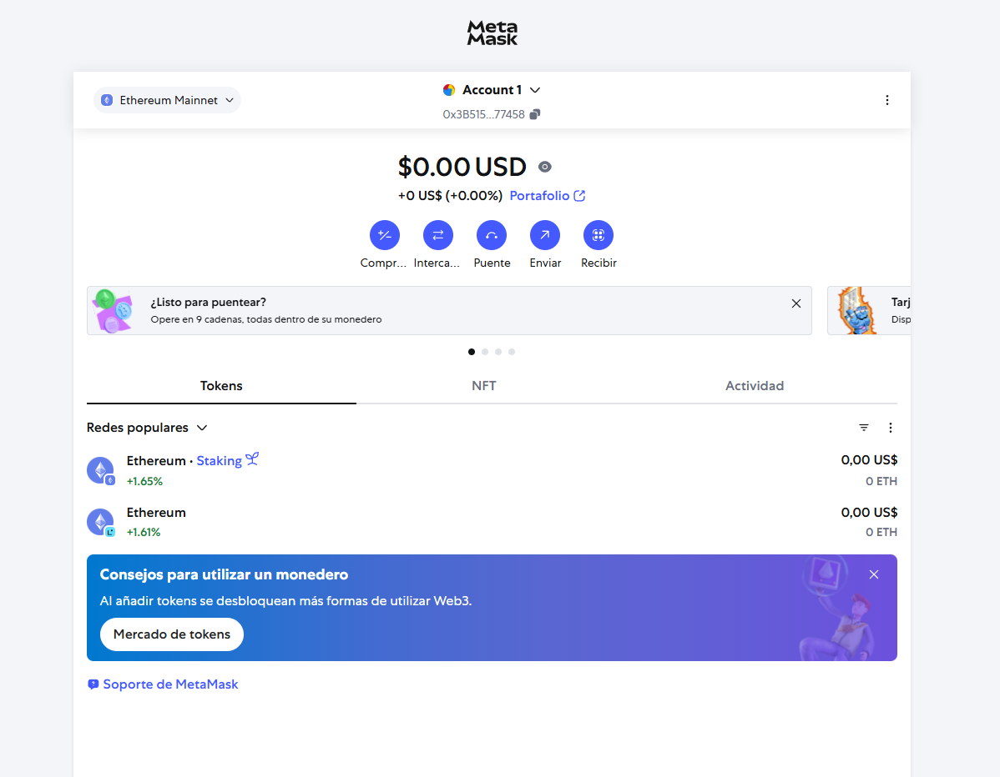 Meta
Mask
Ethereum Mainnet
Account 1
0x3B515...77458
$0.00 USD
+0 US$ (+0.00%) Portafolio
Compr... Interca... Puente Enviar Recibir
¿Listo para puentear?
Opere en 9 cadenas, todas dentro de su monedero
Tarj
Disp
Tokens NFT Actividad
Redes populares
Ethereum • Staking 0,00 US$
+1.65% 0 ETH
Ethereum 0,00 US$
+1.61% 0 ETH
Consejos para utilizar un monedero
Al añadir tokens se desbloquean más formas de utilizar Web3.
Mercado de tokens
Soporte de MetaMask